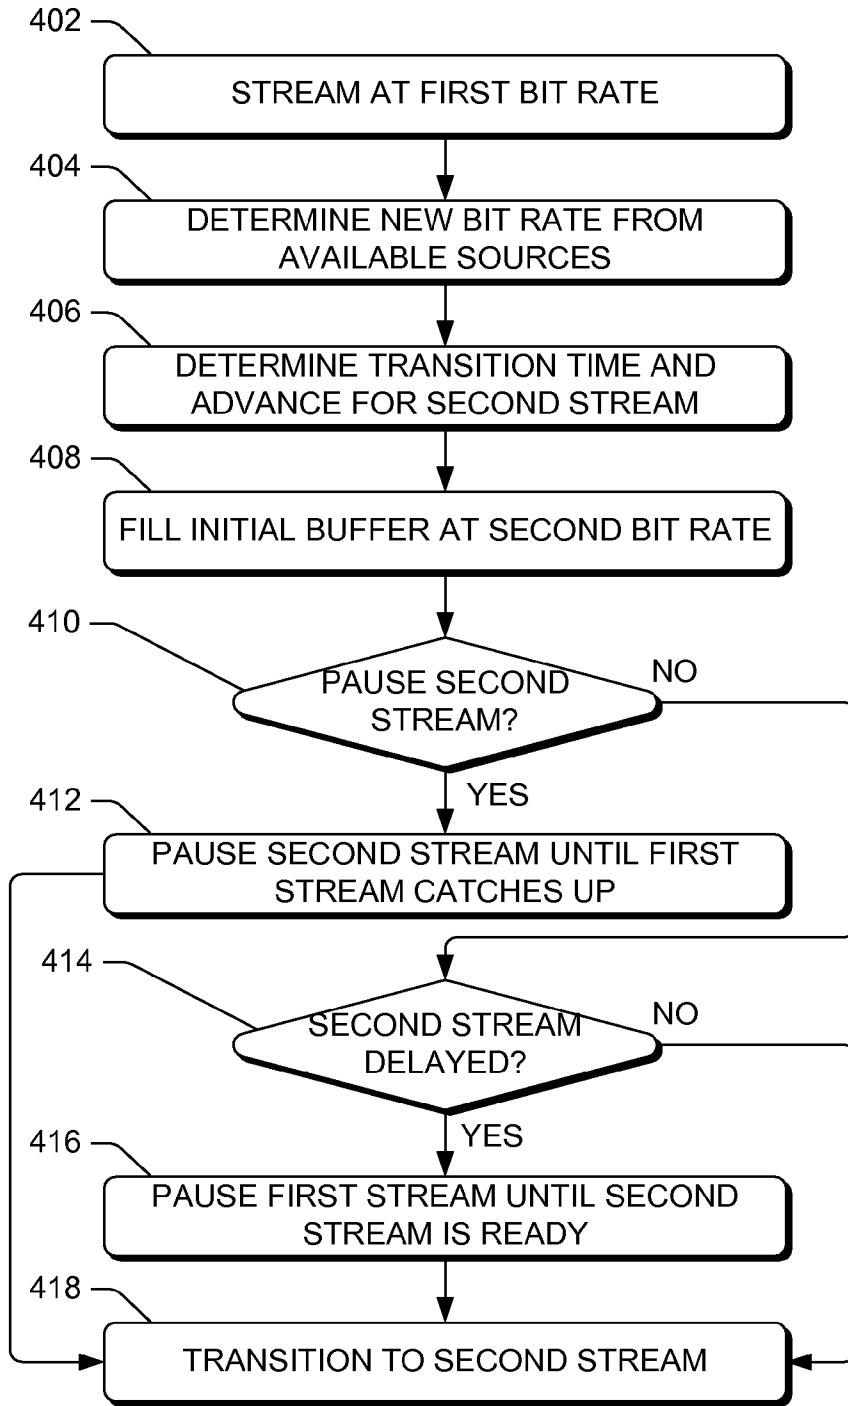 402
STREAM AT FIRST BIT RATE
404
DETERMINE NEW BIT RATE FROM
AVAILABLE SOURCES
406
DETERMINE TRANSITION TIME AND
ADVANCE FOR SECOND STREAM
408
FILL INITIAL BUFFER AT SECOND BIT RATE
410
PAUSE SECOND
STREAM?
NO
YES
412
PAUSE SECOND STREAM UNTIL FIRST
STREAM CATCHES UP
414
SECOND STREAM
DELAYED?
NO
YES
416
PAUSE FIRST STREAM UNTIL SECOND
STREAM IS READY
418
TRANSITION TO SECOND STREAM